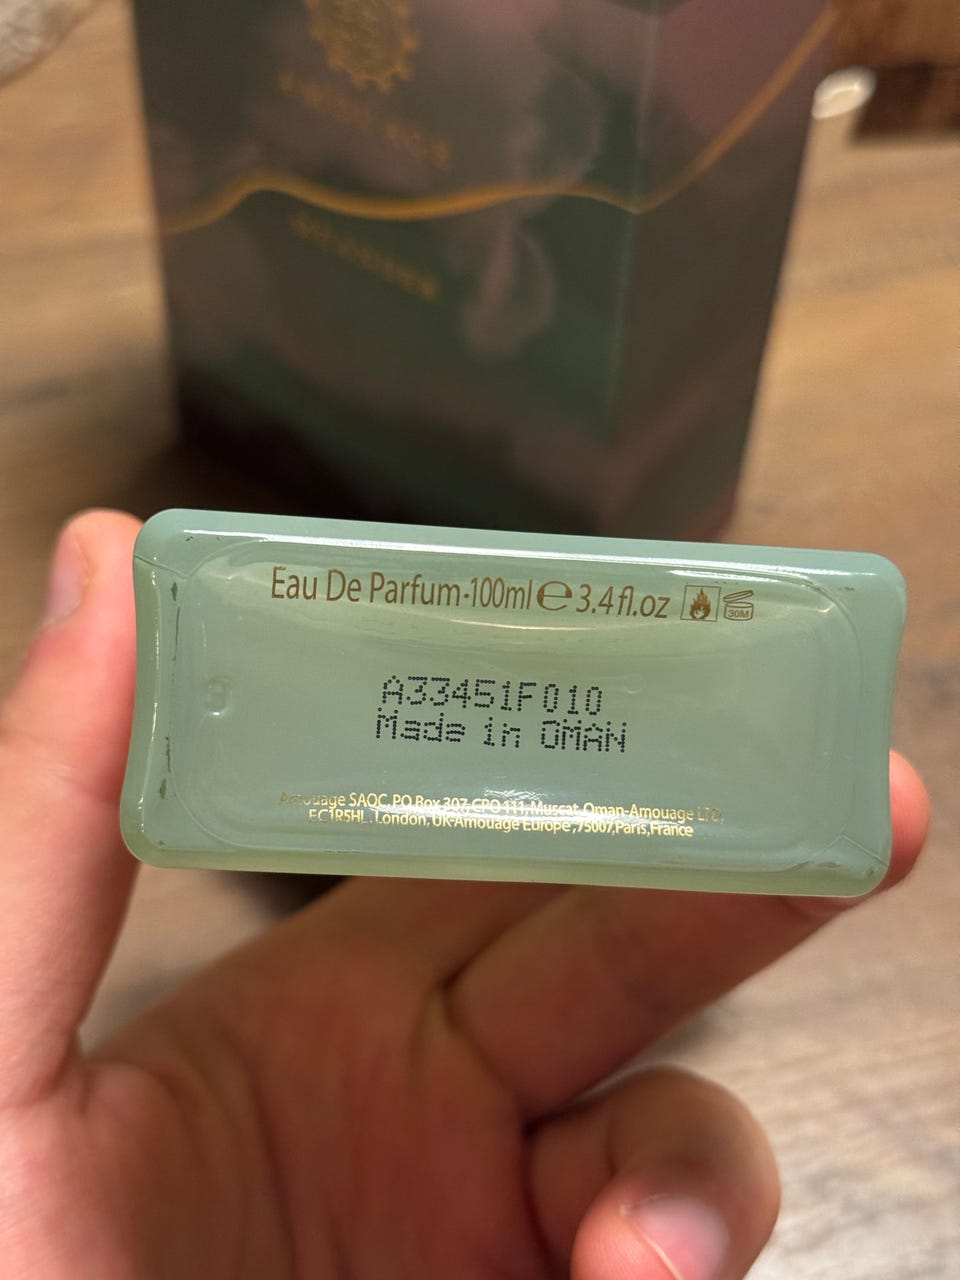 AMOUAGE
Eau De Parfum·100ml ℮ 3.4 fl.oz
30M
A33451F010
Made in OMAN
Amouage SAOC, PO Box 307, CPO 111, Muscat, Oman-Amouage LTD,
EC1R5HL, London, UK-Amouage Europe, 75007, Paris, France